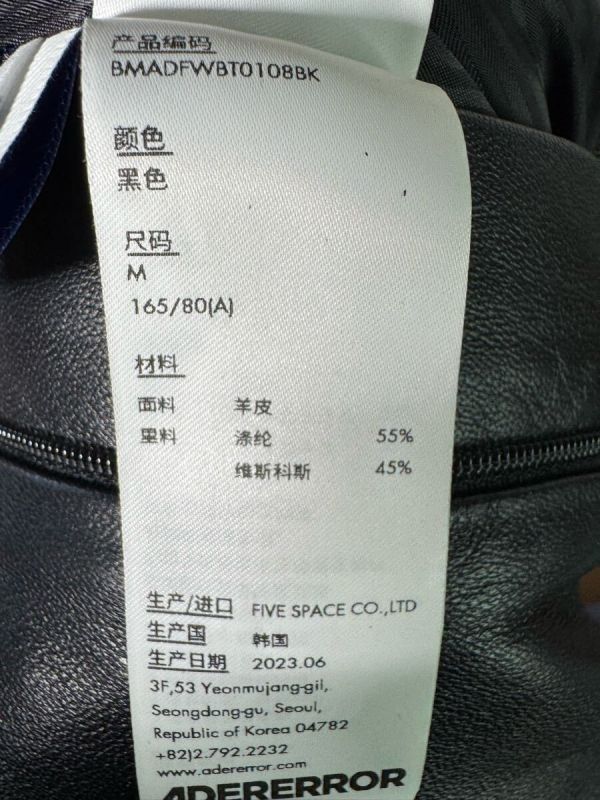 产品编码
BMADFWBT0108BK
颜色
黑色
尺码
M
165/80(A)
材料
面料 羊皮
里料 涤纶 55%
维斯科斯 45%
生产/进口 FIVE SPACE CO.,LTD
生产国 韩国
生产日期 2023.06
3F,53 Yeonmujang-gil,
Seongdong-gu, Seoul,
Republic of Korea 04782
+82)2.792.2232
www.adererror.com
ADERERROR